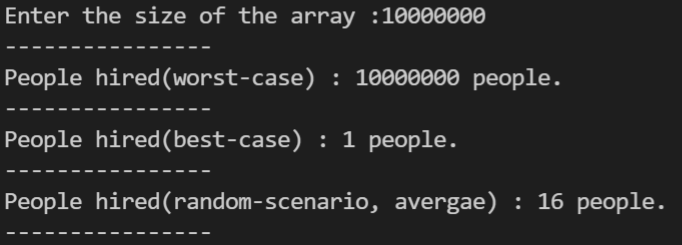 Enter the size of the array :10000000
----------------
People hired(worst-case) : 10000000 people.
----------------
People hired(best-case) : 1 people.
----------------
People hired(random-scenario, avergae) : 16 people.
----------------